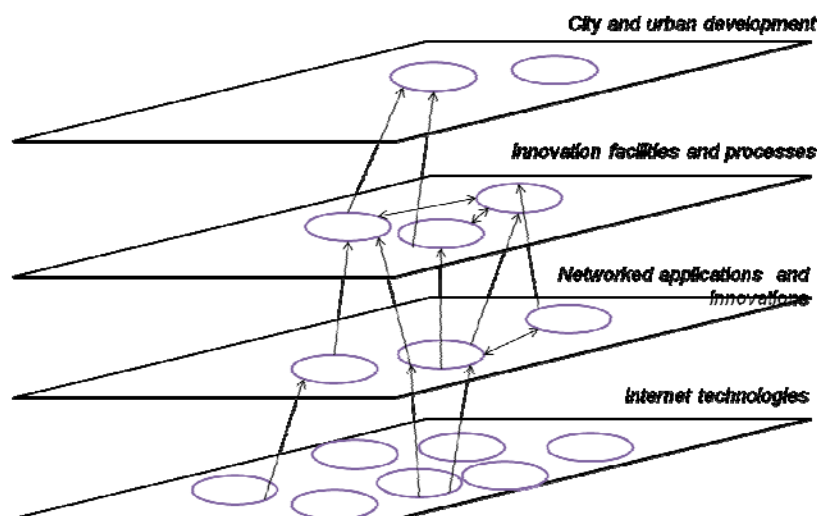 City and urban development
Innovation facilities and processes
Networked applications and
innovations
Internet technologies